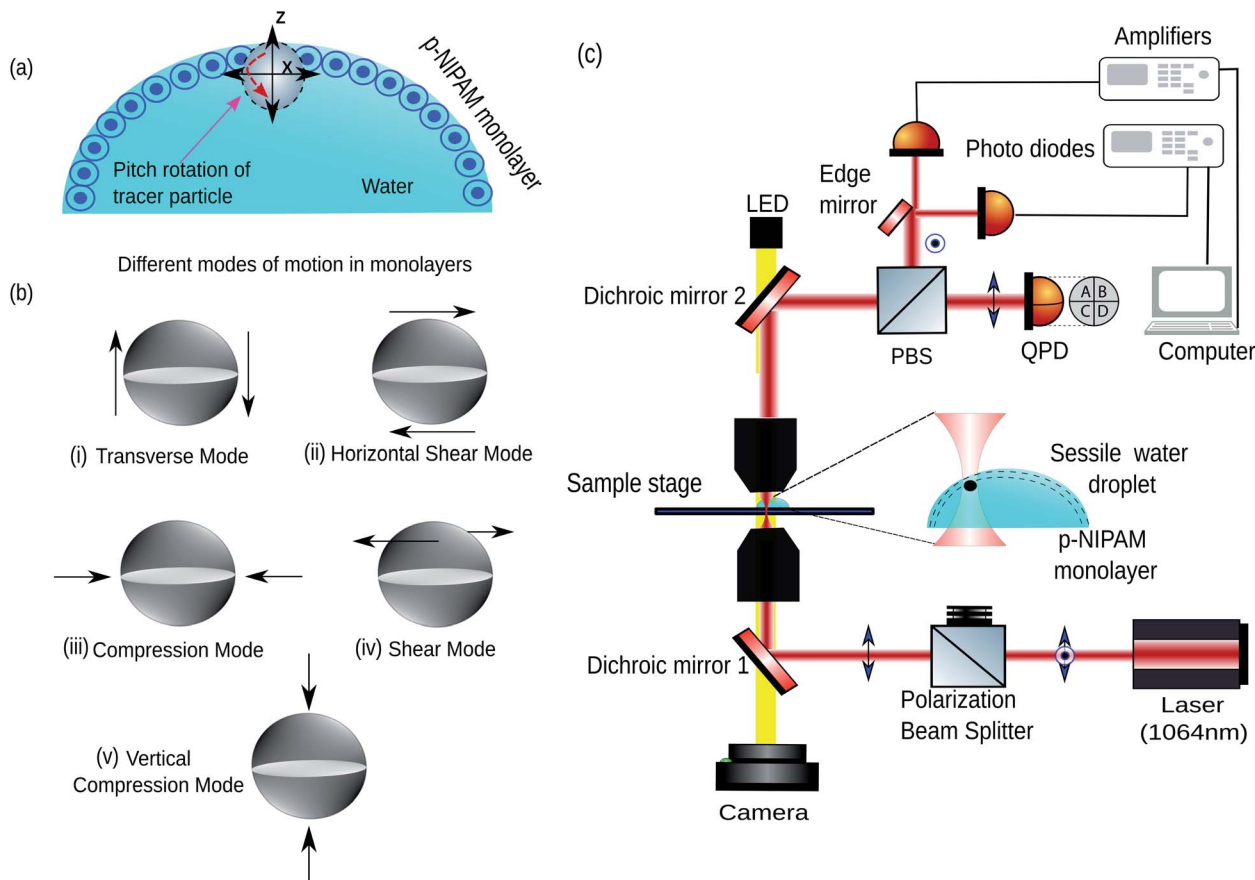 (a)
Z
X
p-NIPAM monolayer
Pitch rotation of
tracer particle
Water
Different modes of motion in monolayers
(b)
(i) Transverse Mode
(ii) Horizontal Shear Mode
(iii) Compression Mode
(iv) Shear Mode
(v) Vertical
Compression Mode
(c)
Amplifiers
Photo diodes
Edge
mirror
LED
Dichroic mirror 2
PBS
QPD
A B
C D
Computer
Sample stage
Sessile water
droplet
p-NIPAM
monolayer
Dichroic mirror 1
Polarization
Beam Splitter
Laser
(1064nm)
Camera